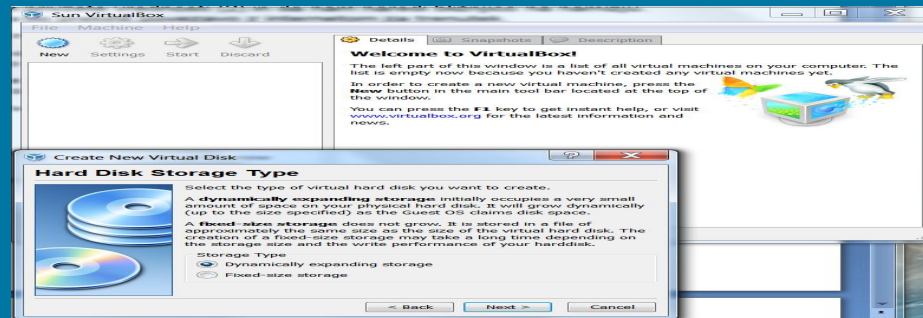 Sun VirtualBox
File Machine Help
New Settings Start Discard
Details Snapshots Description
Welcome to VirtualBox!
The left part of this window is a list of all virtual machines on your computer. The
list is empty now because you haven't created any virtual machines yet.
In order to create a new virtual machine, press the
New button in the main tool bar located at the top of
the window.
You can press the F1 key to get instant help, or visit
www.virtualbox.org for the latest information and
news.
Create New Virtual Disk
Hard Disk Storage Type
Select the type of virtual hard disk you want to create.
A dynamically expanding storage initially occupies a very small
amount of space on your physical hard disk. It will grow dynamically
(up to the size specified) as the Guest OS claims disk space.
A fixed-size storage does not grow. It is stored in a file of
approximately the same size as the size of the virtual hard disk. The
creation of a fixed-size storage may take a long time depending on
the storage size and the write performance of your harddisk.
Storage Type
Dynamically expanding storage
Fixed-size storage
< Back Next > Cancel